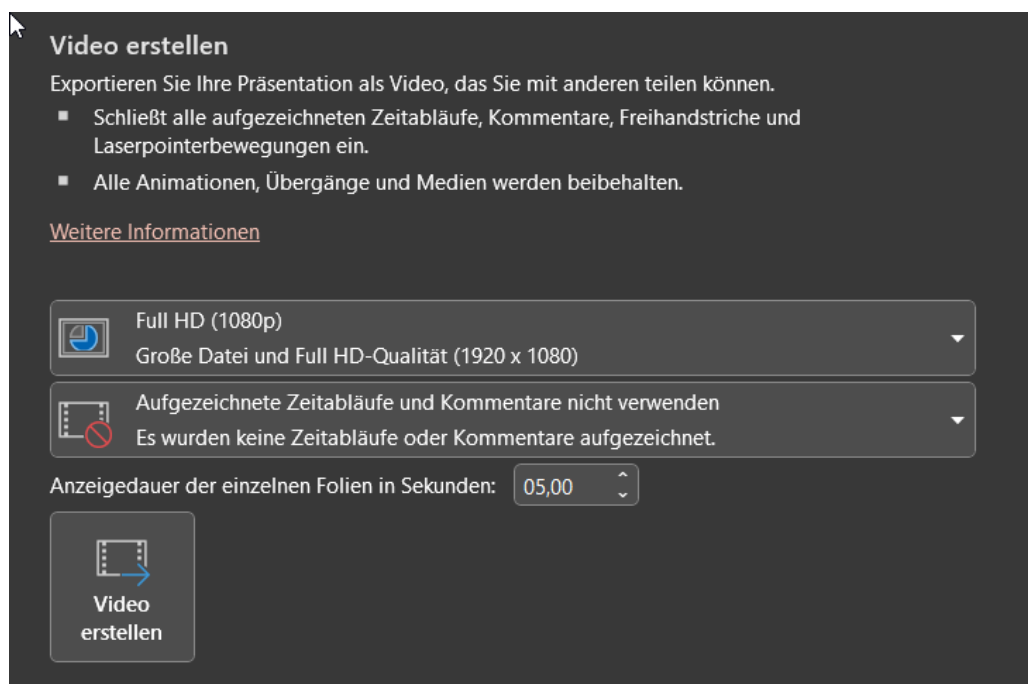 Video erstellen
Exportieren Sie Ihre Präsentation als Video, das Sie mit anderen teilen können.
Schließt alle aufgezeichneten Zeitabläufe, Kommentare, Freihandstriche und
Laserpointerbewegungen ein.
Alle Animationen, Übergänge und Medien werden beibehalten.
Weitere Informationen
Full HD (1080p)
Große Datei und Full HD-Qualität (1920 x 1080)
Aufgezeichnete Zeitabläufe und Kommentare nicht verwenden
Es wurden keine Zeitabläufe oder Kommentare aufgezeichnet.
Anzeigedauer der einzelnen Folien in Sekunden: 05,00
Video
erstellen